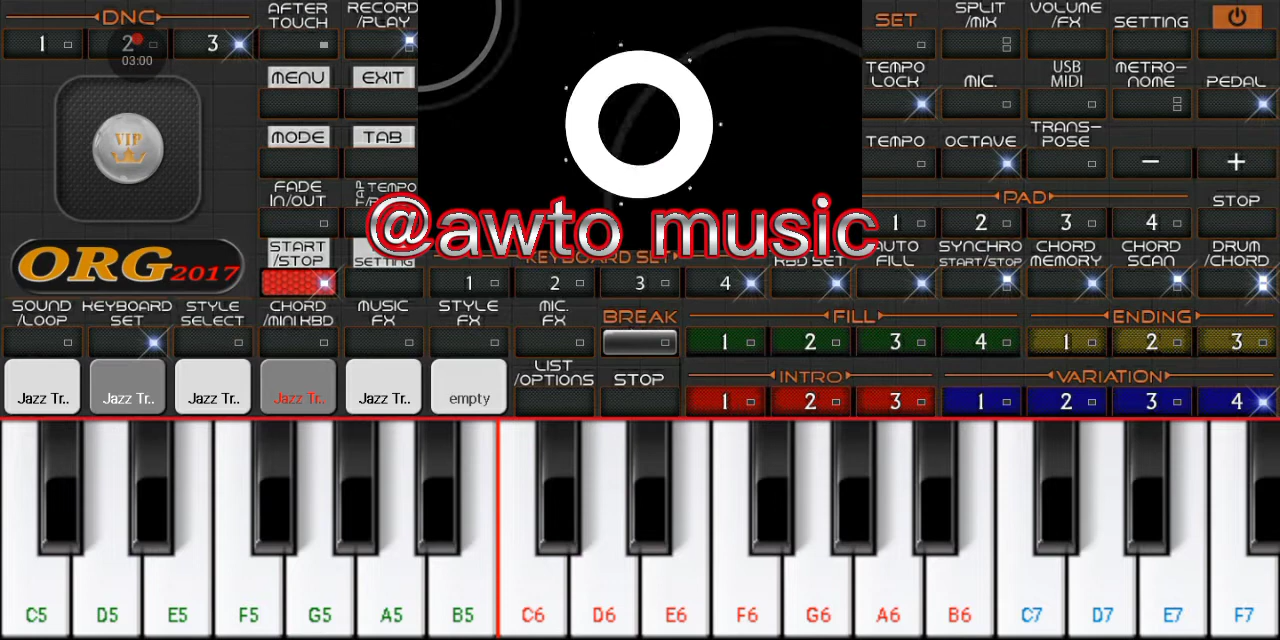 DNC
AFTER TOUCH
RECORD /PLAY
SET
SPLIT /MIX
VOLUME /FX
SETTING
1 2 3
03:00
MENU
EXIT
TEMPO LOCK
MIC.
USB MIDI
METRO-NOME
PEDAL
VIP
MODE
TAB
TEMPO
OCTAVE
TRANS-POSE
− +
FADE IN/OUT
TEMPO
PAD
STOP
1 2 3 4
@awto music
ORG 2017
START /STOP
SETTING
KEYBOARD SET
KBD SET
AUTO FILL
SYNCHRO START/STOP
CHORD MEMORY
CHORD SCAN
DRUM /CHORD
1 2 3 4
SOUND /LOOP
KEYBOARD SET
STYLE SELECT
CHORD /MINI KBD
MUSIC FX
STYLE FX
MIC. FX
BREAK
FILL
ENDING
1 2 3 4
1 2 3
Jazz Tr..
Jazz Tr..
Jazz Tr..
Jazz Tr..
Jazz Tr..
empty
LIST /OPTIONS
STOP
INTRO
VARIATION
1 2 3
1 2 3 4
C5 D5 E5 F5 G5 A5 B5 C6 D6 E6 F6 G6 A6 B6 C7 D7 E7 F7